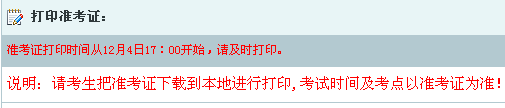 打印准考证：
准考证打印时间从12月4日17：00开始，请及时打印。
说明：请考生把准考证下载到本地进行打印,考试时间及考点以准考证为准！